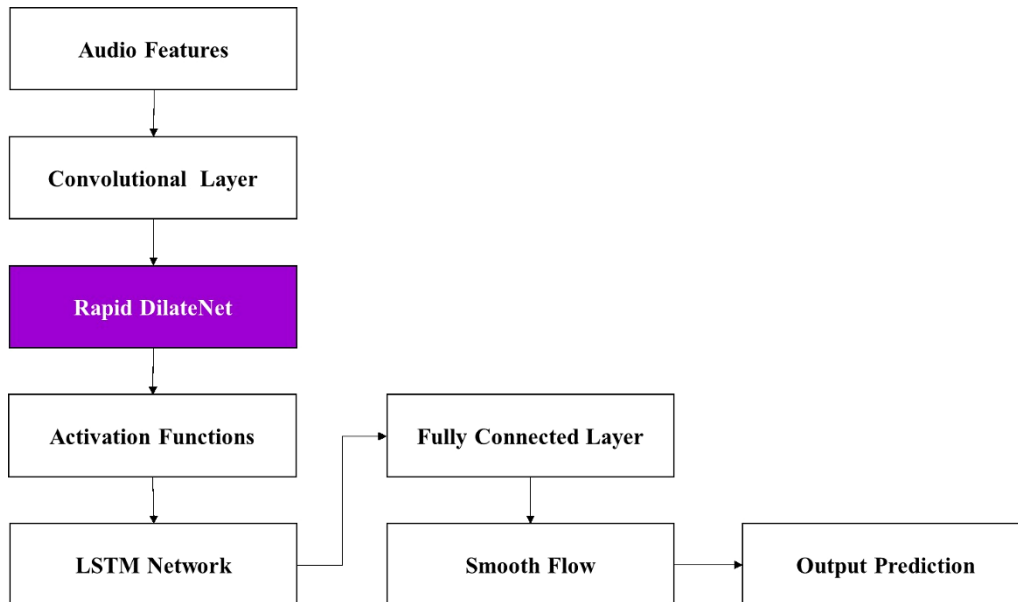 Audio Features
Convolutional Layer
Rapid DilateNet
Activation Functions
LSTM Network
Fully Connected Layer
Smooth Flow
Output Prediction